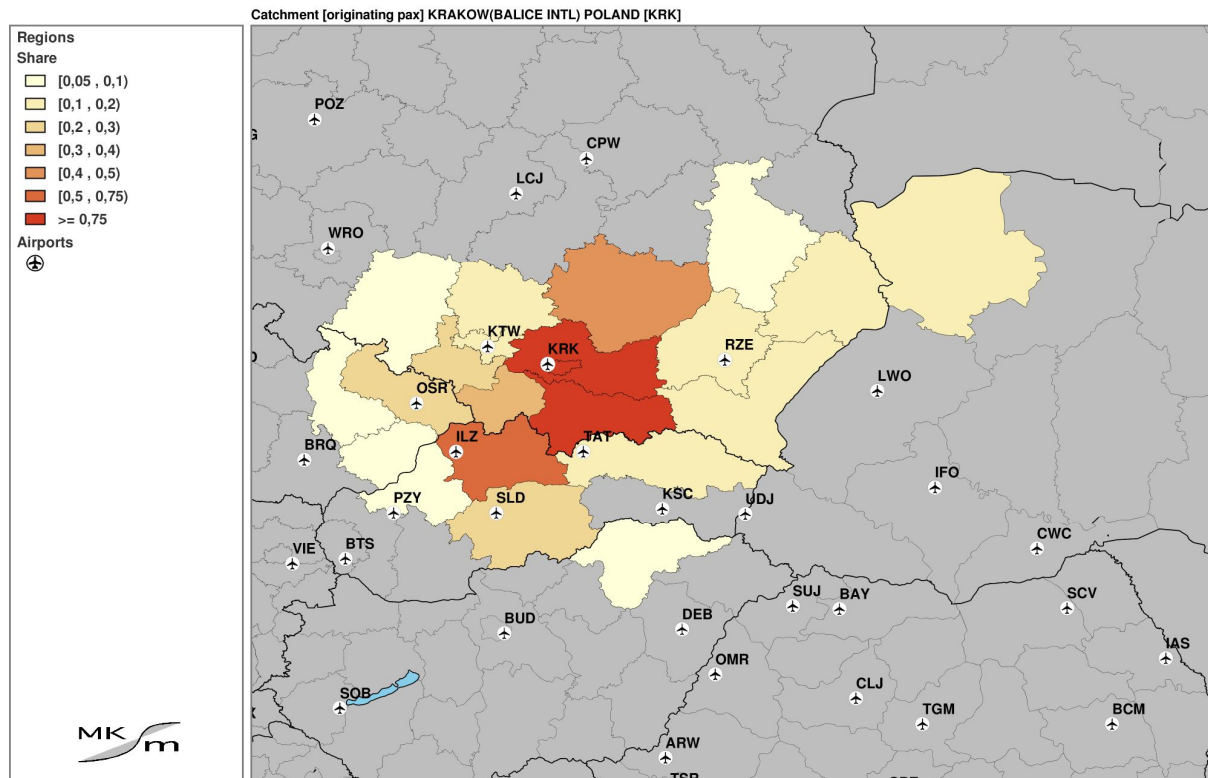 Catchment [originating pax] KRAKOW(BALICE INTL) POLAND [KRK]
Regions
Share
[0,05 , 0,1)
[0,1 , 0,2)
[0,2 , 0,3)
[0,3 , 0,4)
[0,4 , 0,5)
[0,5 , 0,75)
>= 0,75
Airports
MK
m
POZ
CPW
LCJ
WRO
KTW
KRK
RZE
LWO
OSR
BRQ
ILZ
TAT
IFO
PZY
SLD
KSC
UDJ
VIE
BTS
CWC
SUJ
BAY
SCV
BUD
DEB
OMR
IAS
SOB
CLJ
TGM
BCM
ARW